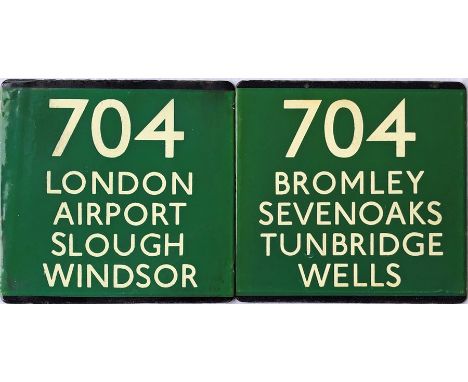 704
LONDON
AIRPORT
SLOUGH
WINDSOR
704
BROMLEY
SEVENOAKS
TUNBRIDGE
WELLS